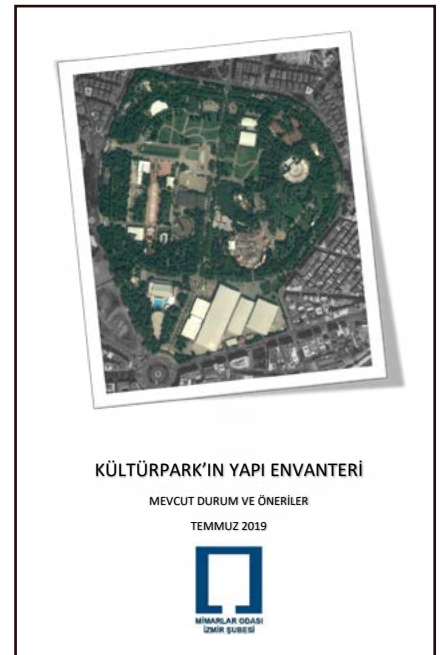 KÜLTÜRPARK'IN YAPI ENVANTERİ
MEVCUT DURUM VE ÖNERİLER
TEMMUZ 2019
MİMARLAR ODASI
İZMİR ŞUBESİ